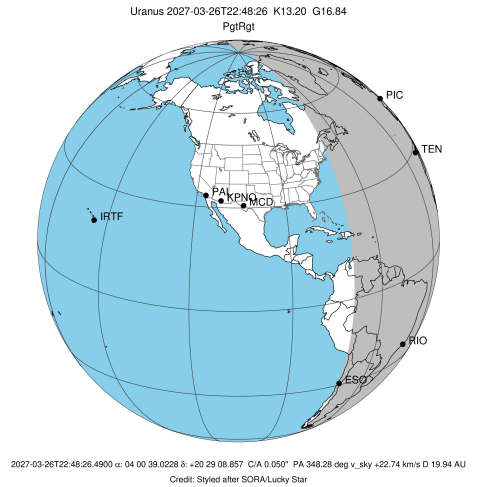 Uranus 2027-03-26T22:48:26 K13.20 G16.84
PgtRgt
PIC
TEN
PAL
KPNO
MCD
IRTF
RIO
ESO
2027-03-26T22:48:26.4900 α: 04 00 39.0228 δ: +20 29 08.857 C/A 0.050" PA 348.28 deg v_sky +22.74 km/s D 19.94 AU
Credit: Styled after SORA/Lucky Star